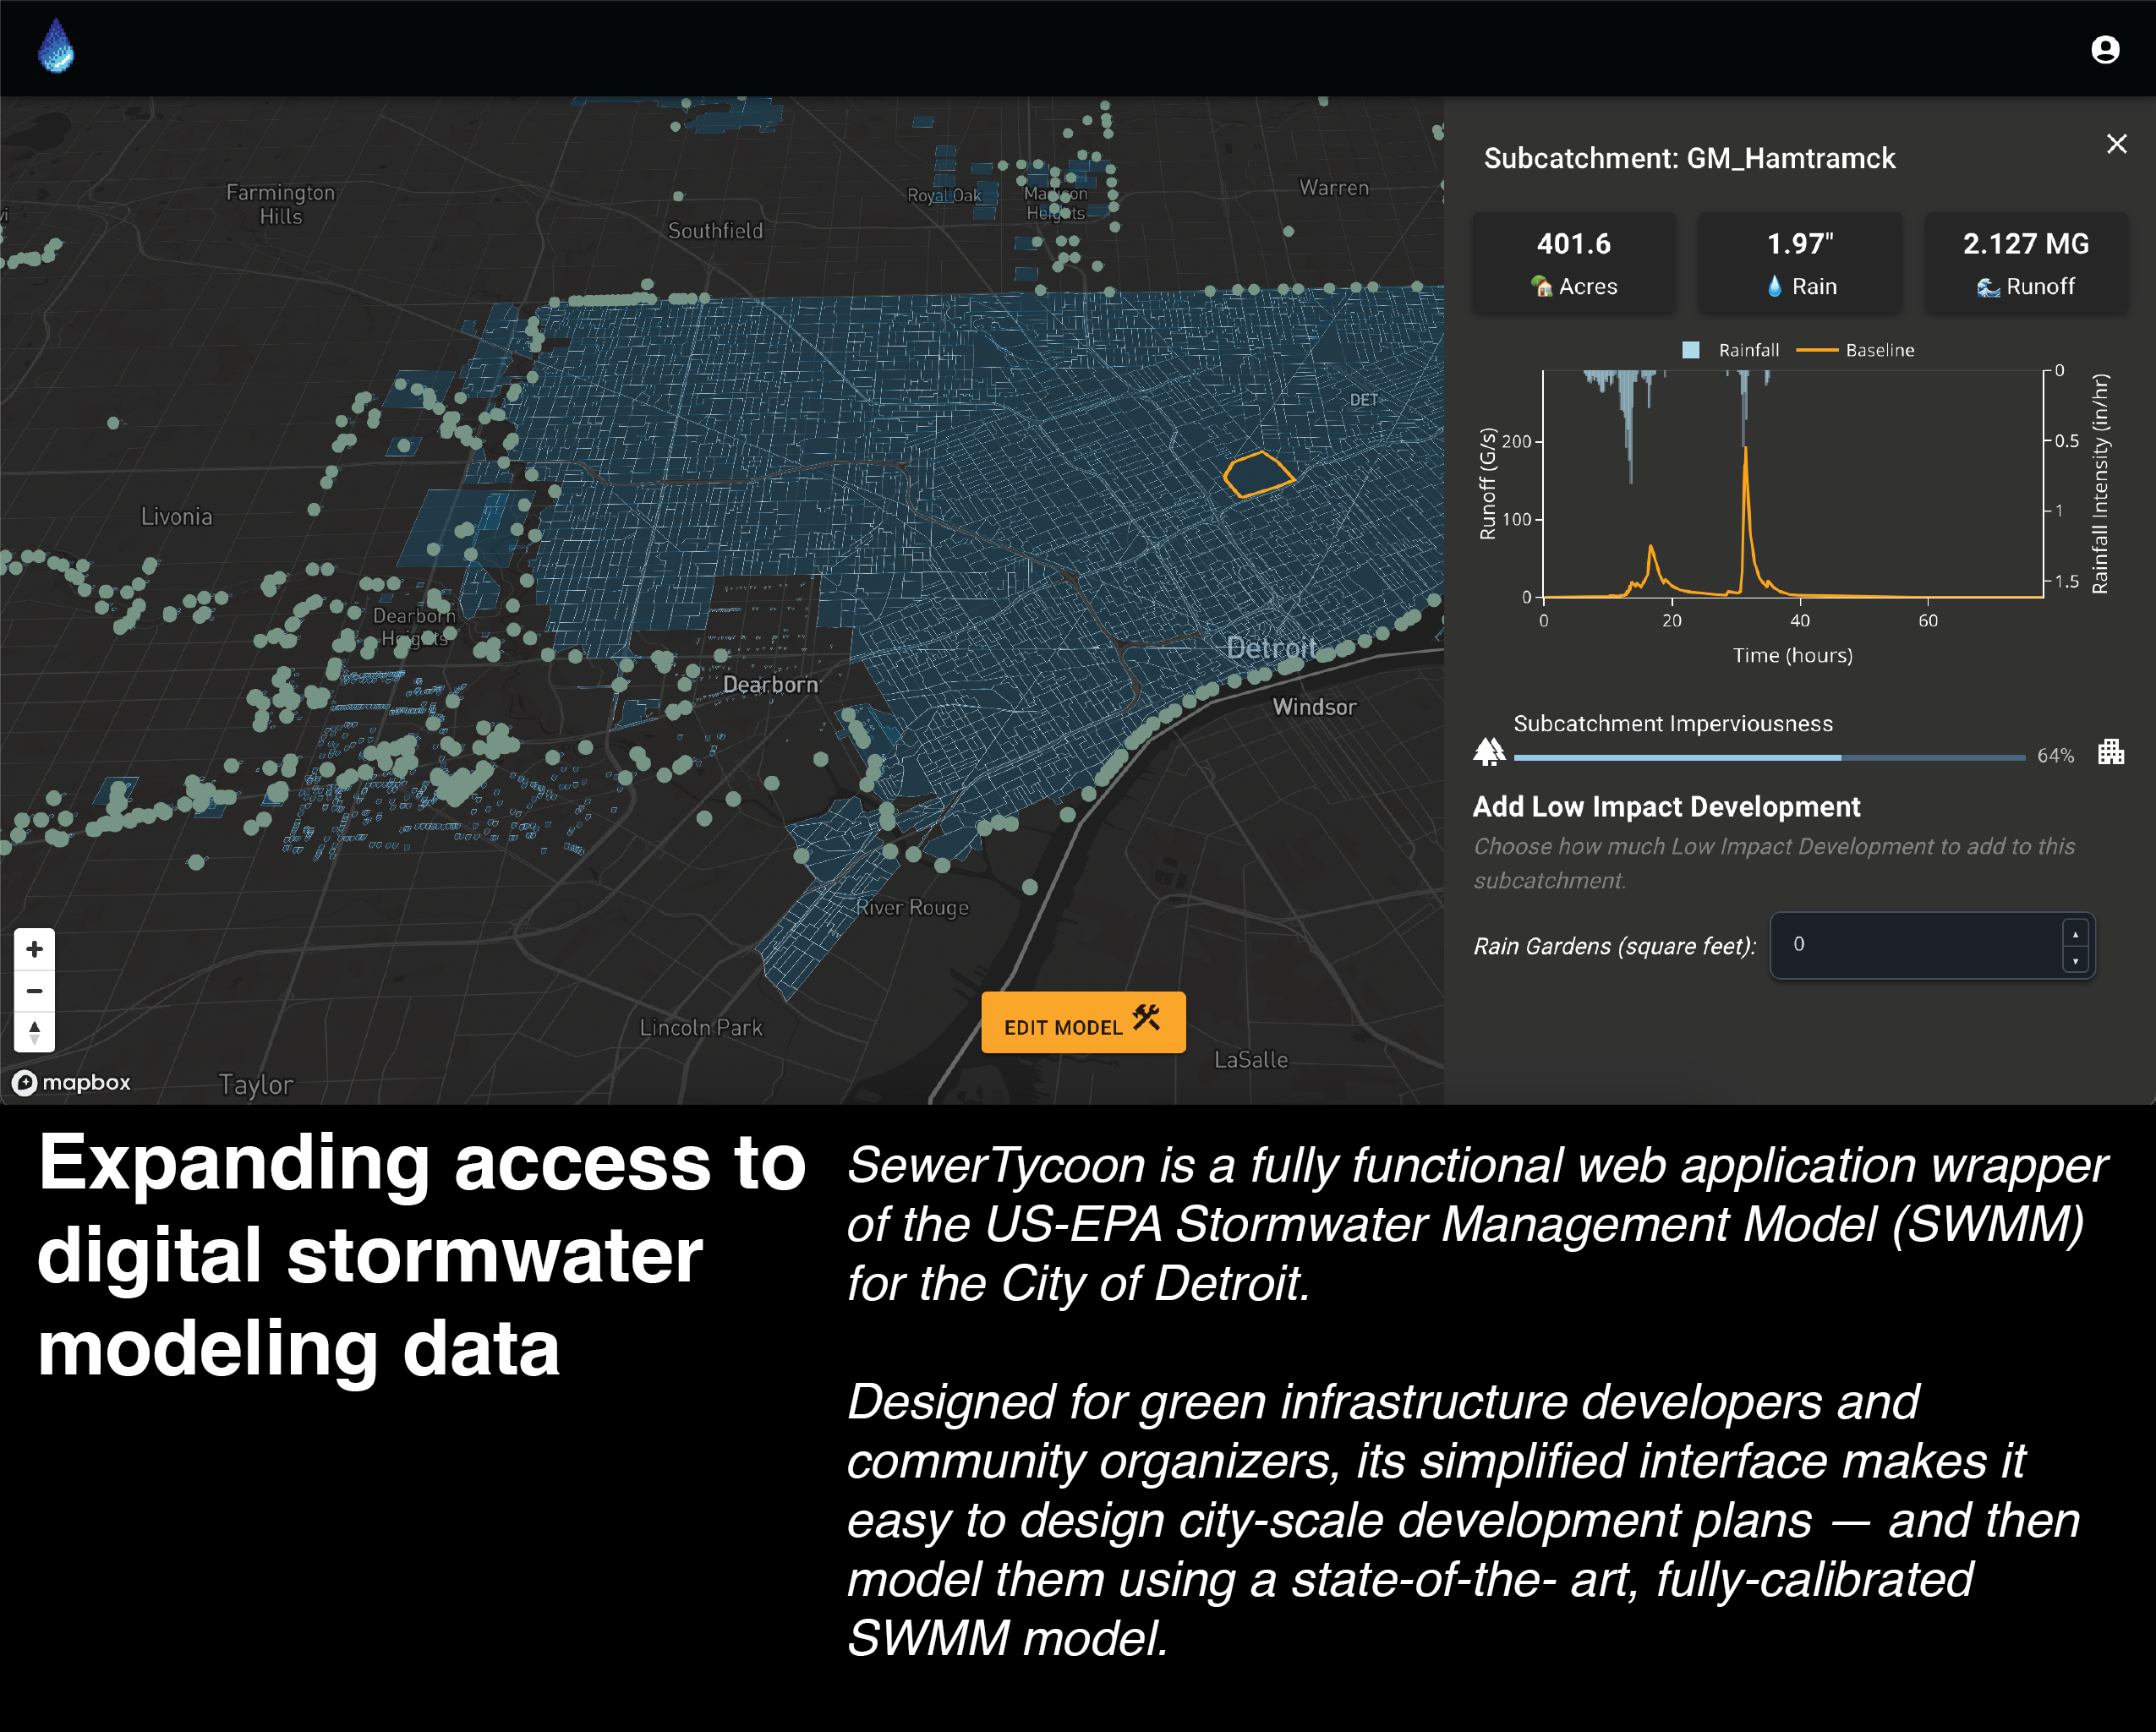 Farmington
Hills
Southfield
Royal Oak
Madison
Heights
Warren
DET
Livonia
Dearborn
Heights
Dearborn
Detroit
Windsor
River Rouge
Lincoln Park
LaSalle
Taylor
EDIT MODEL
mapbox
Subcatchment: GM_Hamtramck
401.6
Acres
1.97"
Rain
2.127 MG
Runoff
Rainfall
Baseline
Runoff (G/s)
200
100
0
0
0.5
1
1.5
Rainfall Intensity (in/hr)
0
20
40
60
Time (hours)
Subcatchment Imperviousness
64%
Add Low Impact Development
Choose how much Low Impact Development to add to this
subcatchment.
Rain Gardens (square feet):
0
Expanding access to
digital stormwater
modeling data
SewerTycoon is a fully functional web application wrapper
of the US-EPA Stormwater Management Model (SWMM)
for the City of Detroit.
Designed for green infrastructure developers and
community organizers, its simplified interface makes it
easy to design city-scale development plans — and then
model them using a state-of-the- art, fully-calibrated
SWMM model.